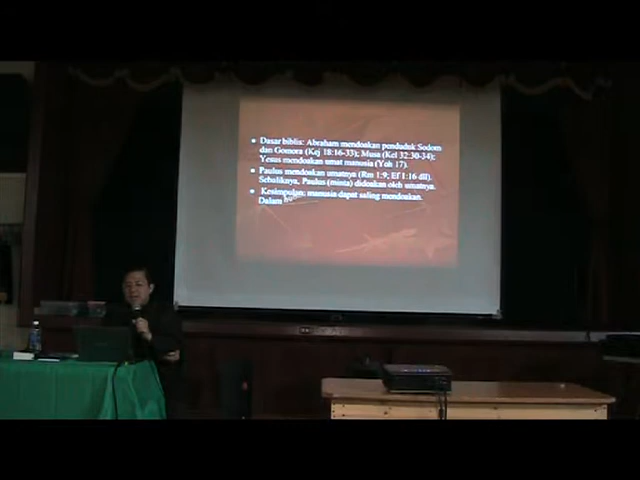 Dasar biblis: Abraham mendoakan penduduk Sodom
dan Gomora (Kej 18:16-33); Musa (Kel 32:30-34);
Yesus mendoakan umat manusia (Yoh 17).
Paulus mendoakan umatnya (Rm 1:9; Ef 1:16 dll).
Sebaliknya, Paulus (minta) didoakan oleh umatnya.
Kesimpulan: manusia dapat saling mendoakan.
Dalam